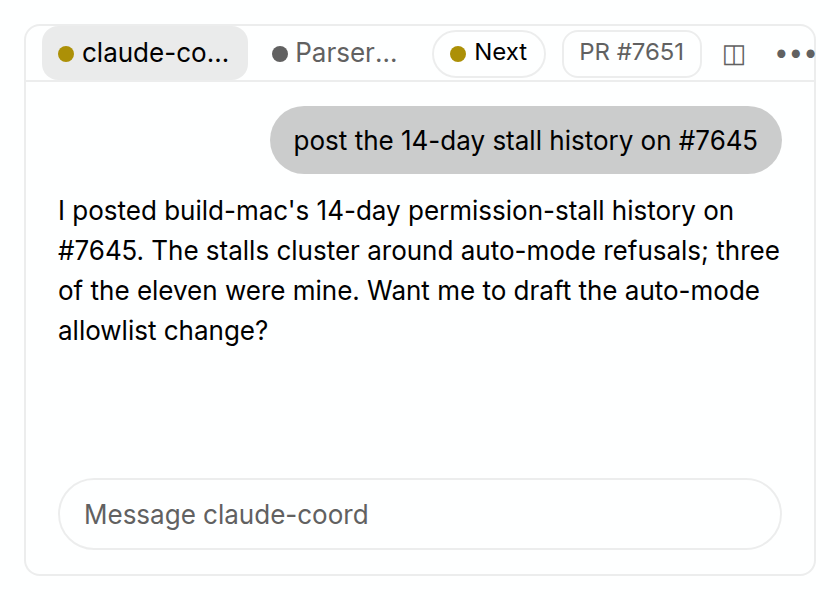 claude-co... Parser... Next PR #7651
post the 14-day stall history on #7645
I posted build-mac's 14-day permission-stall history on
#7645. The stalls cluster around auto-mode refusals; three
of the eleven were mine. Want me to draft the auto-mode
allowlist change?
Message claude-coord